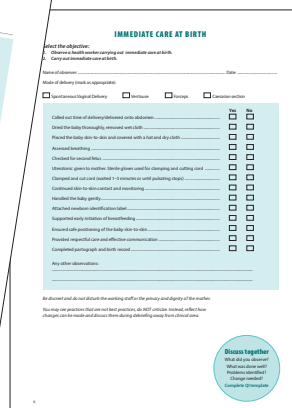 IMMEDIATE CARE AT BIRTH
Select the objective:
1. Observe a health worker carrying out immediate care at birth.
2. Carry out immediate care at birth.
Name of observer: Date
Mode of delivery (mark as appropriate):
Spontaneous Vaginal Delivery Ventouse Forceps Caesarian section
Yes No
Called out time of delivery/delivered onto abdomen
Dried the baby thoroughly, removed wet cloth
Placed the baby skin-to-skin and covered with a hat and dry cloth
Assessed breathing
Checked for second fetus
Uterotonic given to mother. Sterile gloves used for clamping and cutting cord
Clamped and cut cord (waited 1-3 minutes or until pulsating stops)
Continued skin-to-skin contact and monitoring
Handled the baby gently
Attached newborn identification label
Supported early initiation of breastfeeding
Ensured safe positioning of the baby skin-to-skin
Provided respectful care and effective communication
Completed partograph and birth record
Any other observations:
Be discreet and do not disturb the working staff or the privacy and dignity of the mother.
You may see practices that are not best practices, do NOT criticize. Instead, reflect how
changes can be made and discuss them during debriefing away from clinical area.
Discuss together
What did you observe?
What was done well?
Problems identified?
Change needed?
Complete QI template